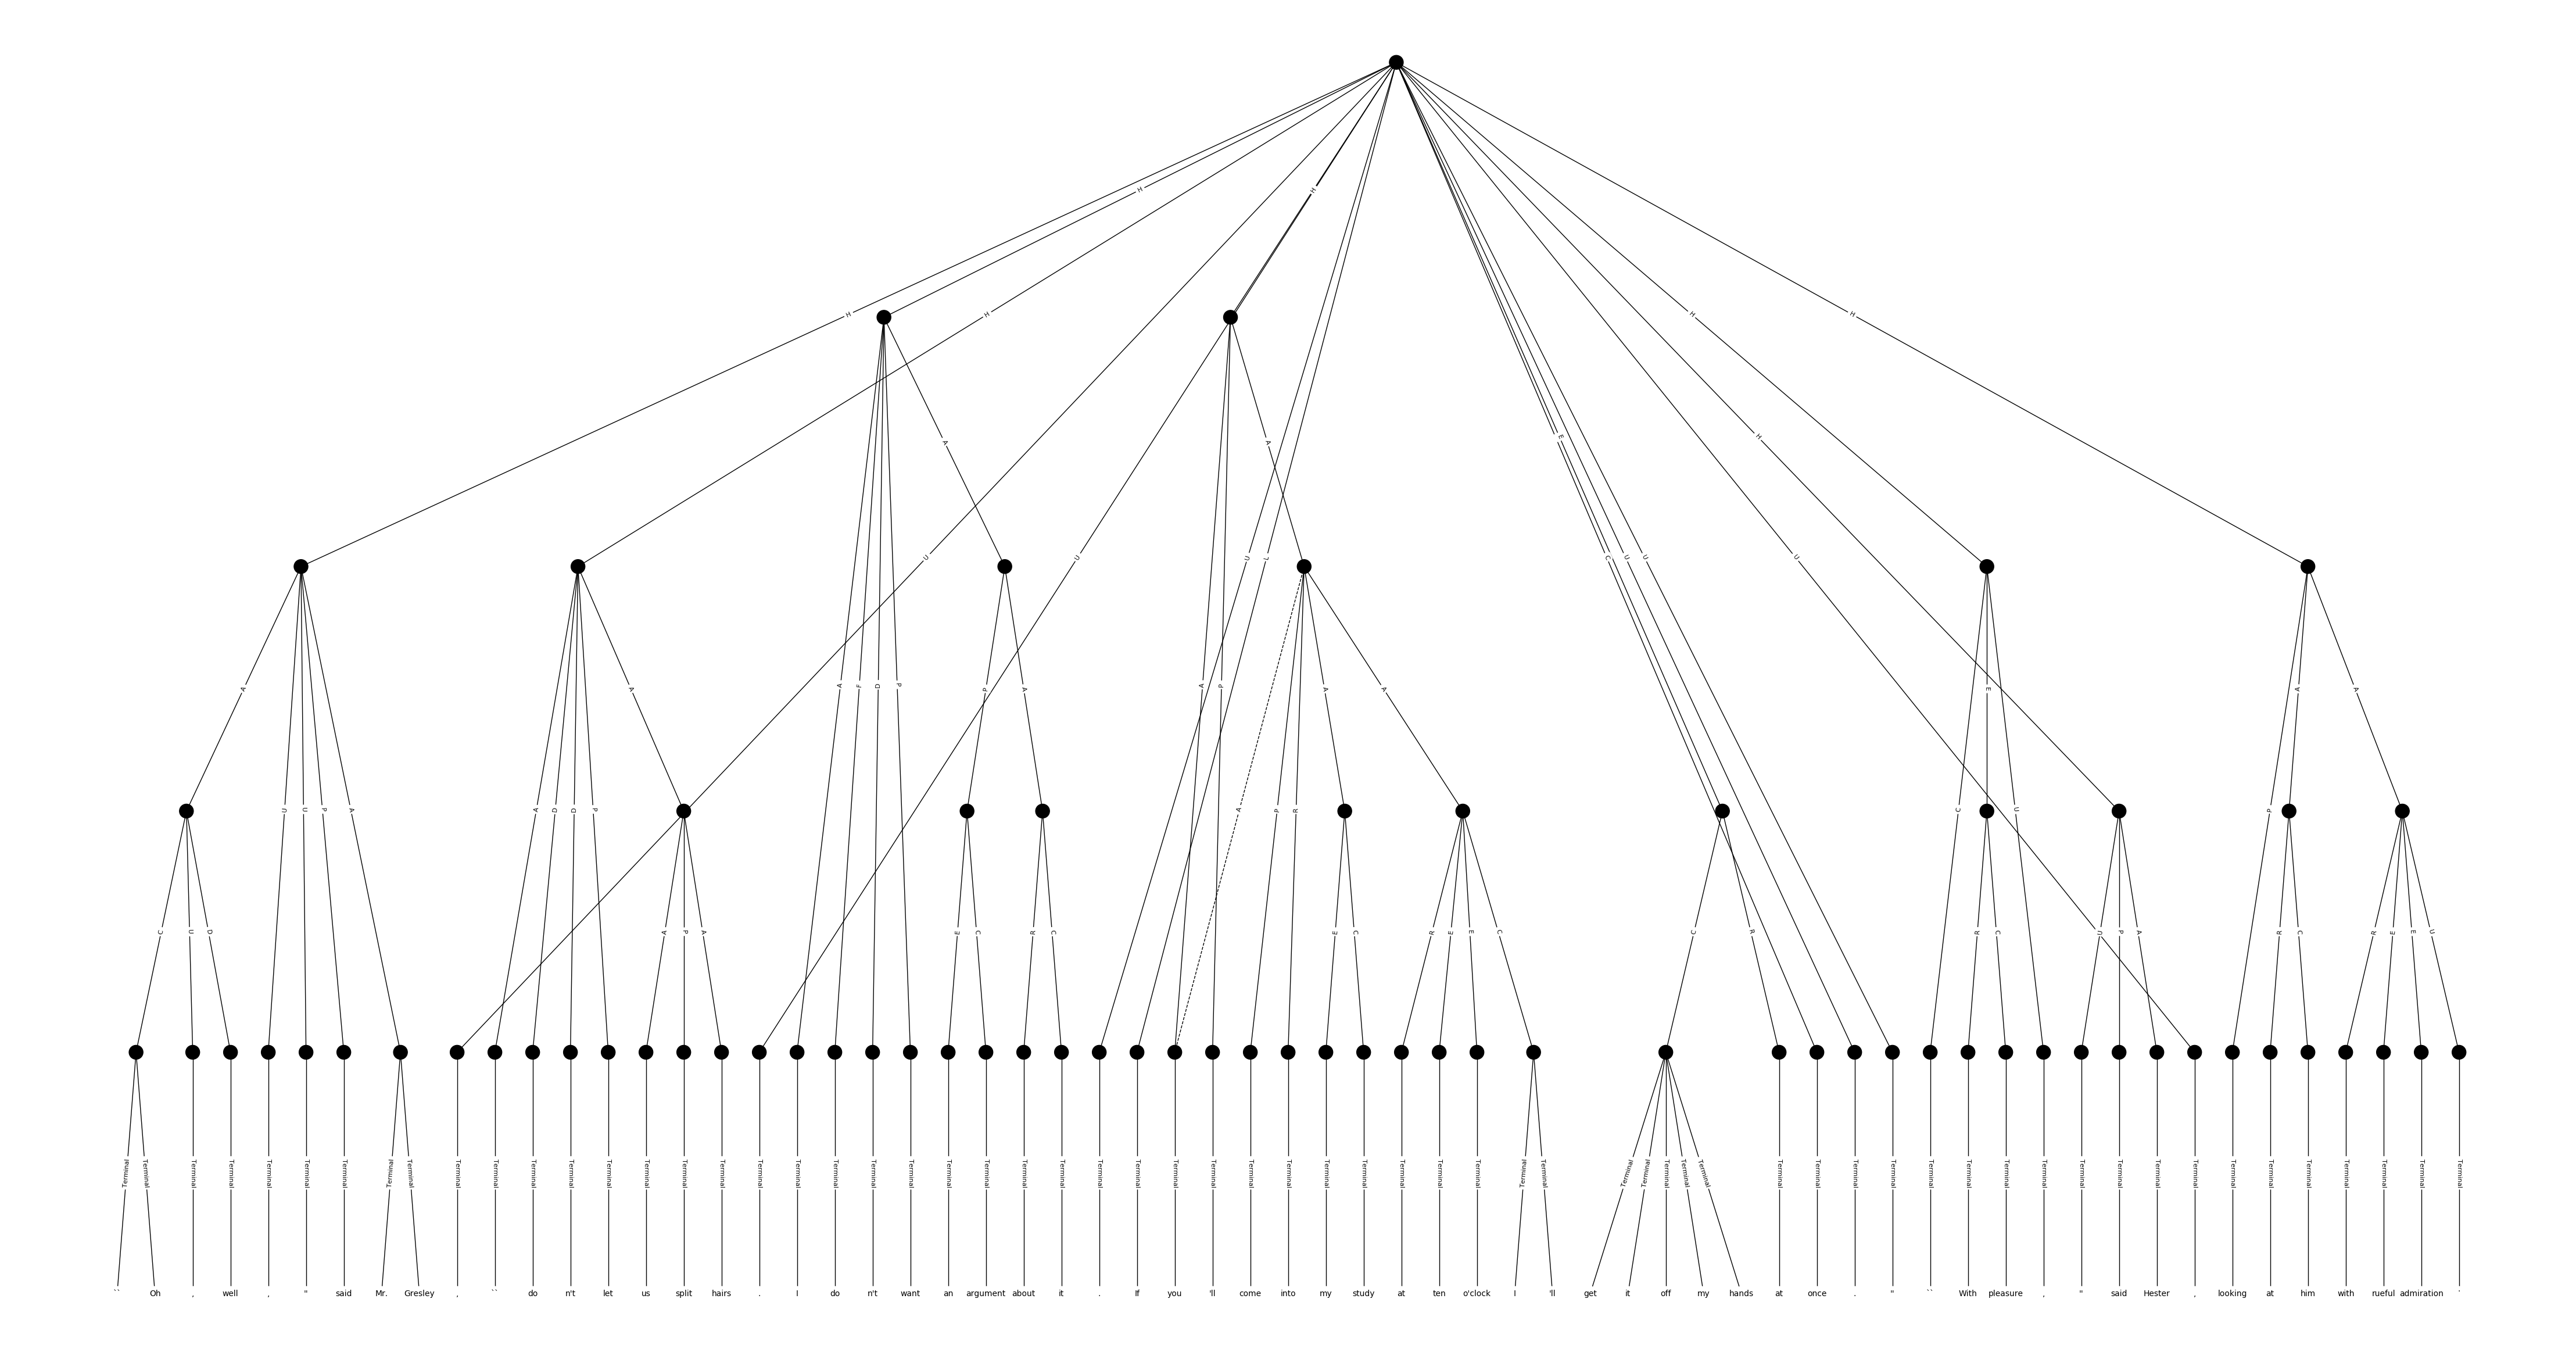 H
H
H
H
H
H
A
E
H
A
U
U
U
L
C
U
U
U
A
A
F
D
P
P
A
A
P
A
A
E
A
A
A
U
U
P
A
A
D
D
P
A
P
R
C
U
P
C
U
D
A
P
A
E
C
R
C
E
C
R
E
E
C
C
R
R
C
U
P
A
R
C
R
E
E
U
Terminal Terminal Terminal Terminal Terminal Terminal Terminal Terminal Terminal Terminal Terminal Terminal Terminal Terminal Terminal Terminal Terminal Terminal Terminal Terminal Terminal Terminal Terminal Terminal Terminal Terminal Terminal Terminal Terminal Terminal Terminal Terminal Terminal Terminal Terminal Terminal Terminal Terminal Terminal Terminal Terminal Terminal Terminal Terminal Terminal Terminal Terminal Terminal Terminal Terminal Terminal Terminal Terminal Terminal Terminal Terminal Terminal Terminal Terminal Terminal Terminal Terminal Terminal
`` Oh , well , " said Mr. Gresley , `` do n't let us split hairs . I do n't want an argument about it . If you 'll come into my study at ten o'clock I 'll get it off my hands at once . " `` With pleasure , " said Hester , looking at him with rueful admiration .